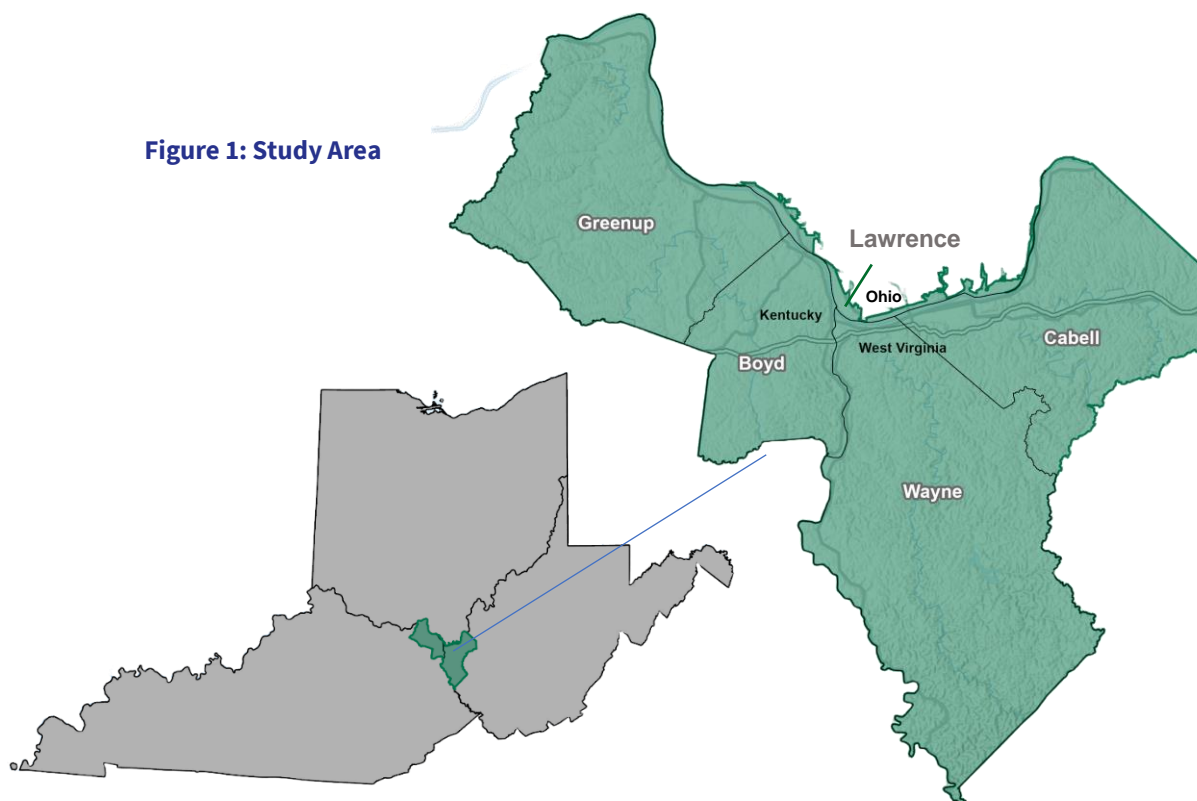 Figure 1: Study Area
Greenup
Lawrence
Ohio
Kentucky
West Virginia
Cabell
Boyd
Wayne